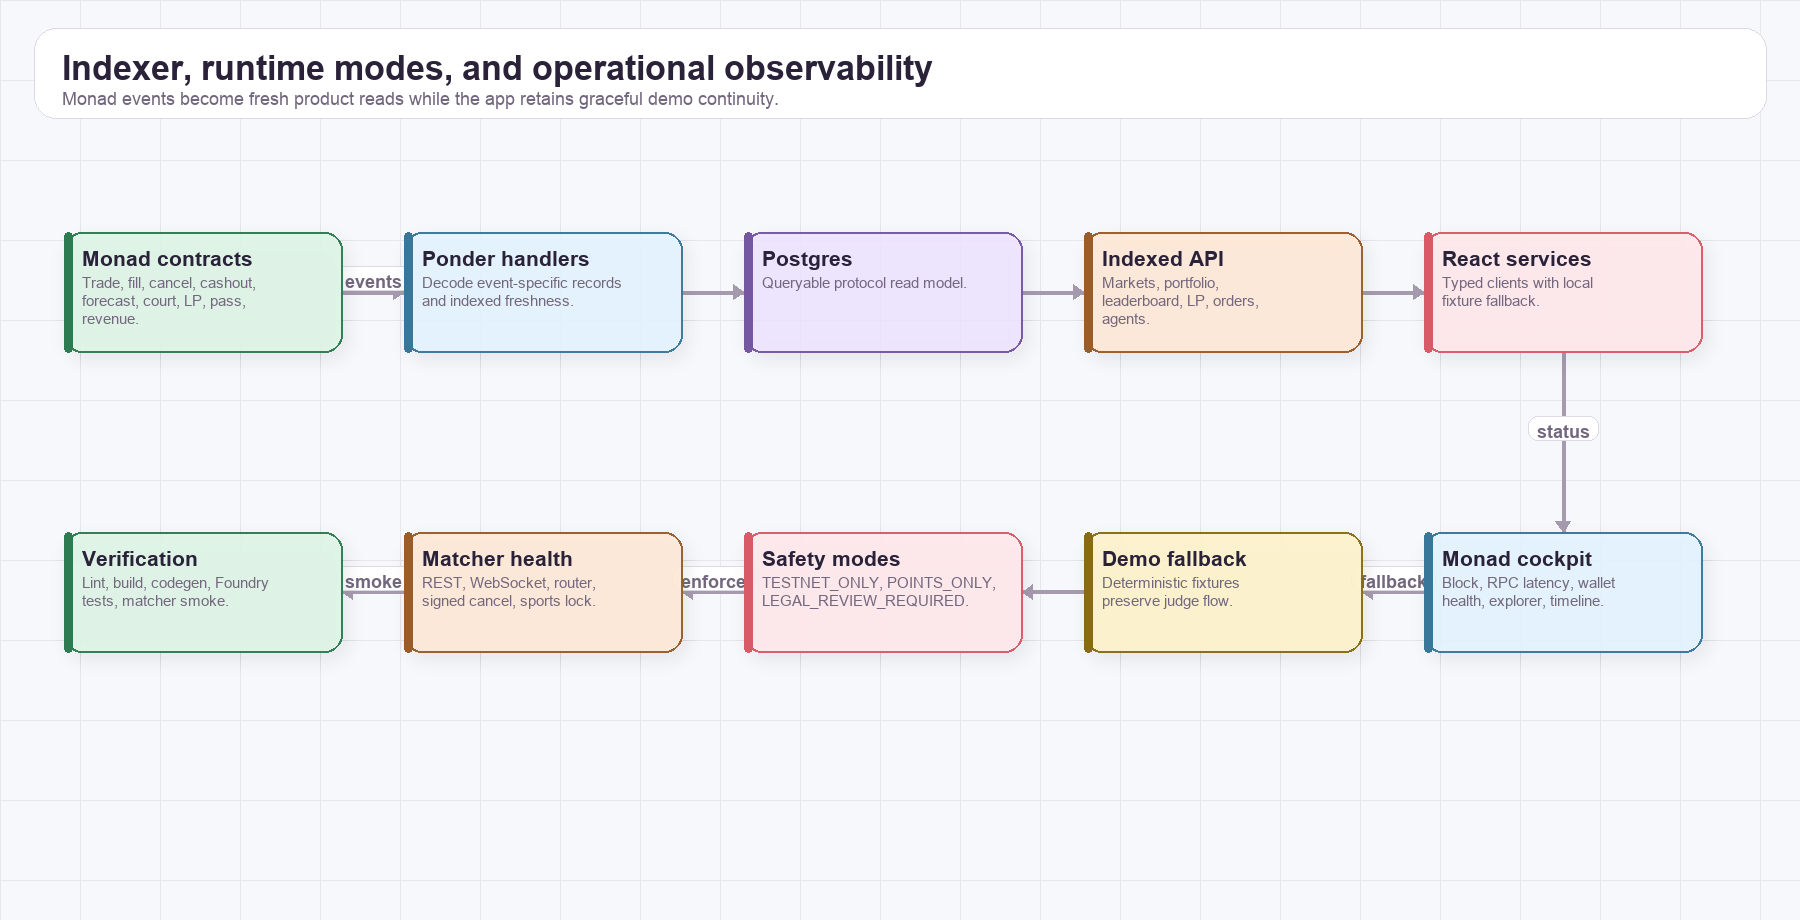 Indexer, runtime modes, and operational observability
Monad events become fresh product reads while the app retains graceful demo continuity.
Monad contracts
Trade, fill, cancel, cashout,
forecast, court, LP, pass,
revenue.
events
Ponder handlers
Decode event-specific records
and indexed freshness.
Postgres
Queryable protocol read model.
Indexed API
Markets, portfolio,
leaderboard, LP, orders,
agents.
React services
Typed clients with local
fixture fallback.
status
Verification
Lint, build, codegen, Foundry
tests, matcher smoke.
smoke
Matcher health
REST, WebSocket, router,
signed cancel, sports lock.
enforce
Safety modes
TESTNET_ONLY, POINTS_ONLY,
LEGAL_REVIEW_REQUIRED.
Demo fallback
Deterministic fixtures
preserve judge flow.
fallback
Monad cockpit
Block, RPC latency, wallet
health, explorer, timeline.